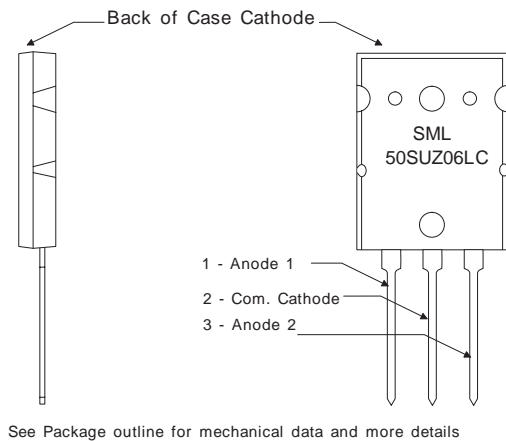 Back of Case Cathode
SML
50SUZ06LC
1 - Anode 1
2 - Com. Cathode
3 - Anode 2
See Package outline for mechanical data and more details